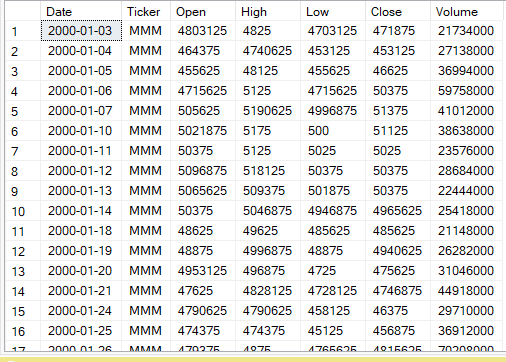 Date Ticker Open High Low Close Volume
1 2000-01-03 MMM 4803125 4825 4703125 471875 21734000
2 2000-01-04 MMM 464375 4740625 453125 453125 27138000
3 2000-01-05 MMM 455625 48125 455625 46625 36994000
4 2000-01-06 MMM 4715625 5125 4715625 50375 59758000
5 2000-01-07 MMM 505625 5190625 4996875 51375 41012000
6 2000-01-10 MMM 5021875 5175 500 51125 38638000
7 2000-01-11 MMM 50375 5125 5025 5025 23576000
8 2000-01-12 MMM 5096875 518125 50375 50375 28684000
9 2000-01-13 MMM 5065625 509375 501875 50375 22444000
10 2000-01-14 MMM 50375 5046875 4946875 4965625 25418000
11 2000-01-18 MMM 48625 49625 485625 485625 21148000
12 2000-01-19 MMM 48875 4996875 48875 4940625 26282000
13 2000-01-20 MMM 4953125 496875 4725 475625 31046000
14 2000-01-21 MMM 47625 4828125 4728125 4746875 44918000
15 2000-01-24 MMM 4790625 4790625 458125 46375 29710000
16 2000-01-25 MMM 474375 474375 45125 456875 36912000
17 2000-01-26 MMM 479375 4875 4765625 4815625 70208000